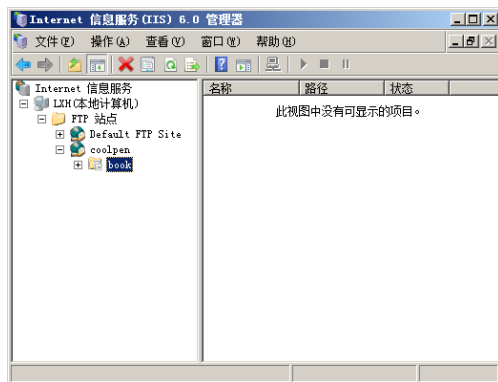 Internet 信息服务(IIS) 6.0 管理器
文件(F) 操作(A) 查看(V) 窗口(W) 帮助(H)
Internet 信息服务
LXH(本地计算机)
FTP 站点
Default FTP Site
coolpen
book
名称 路径 状态
此视图中没有可显示的项目。